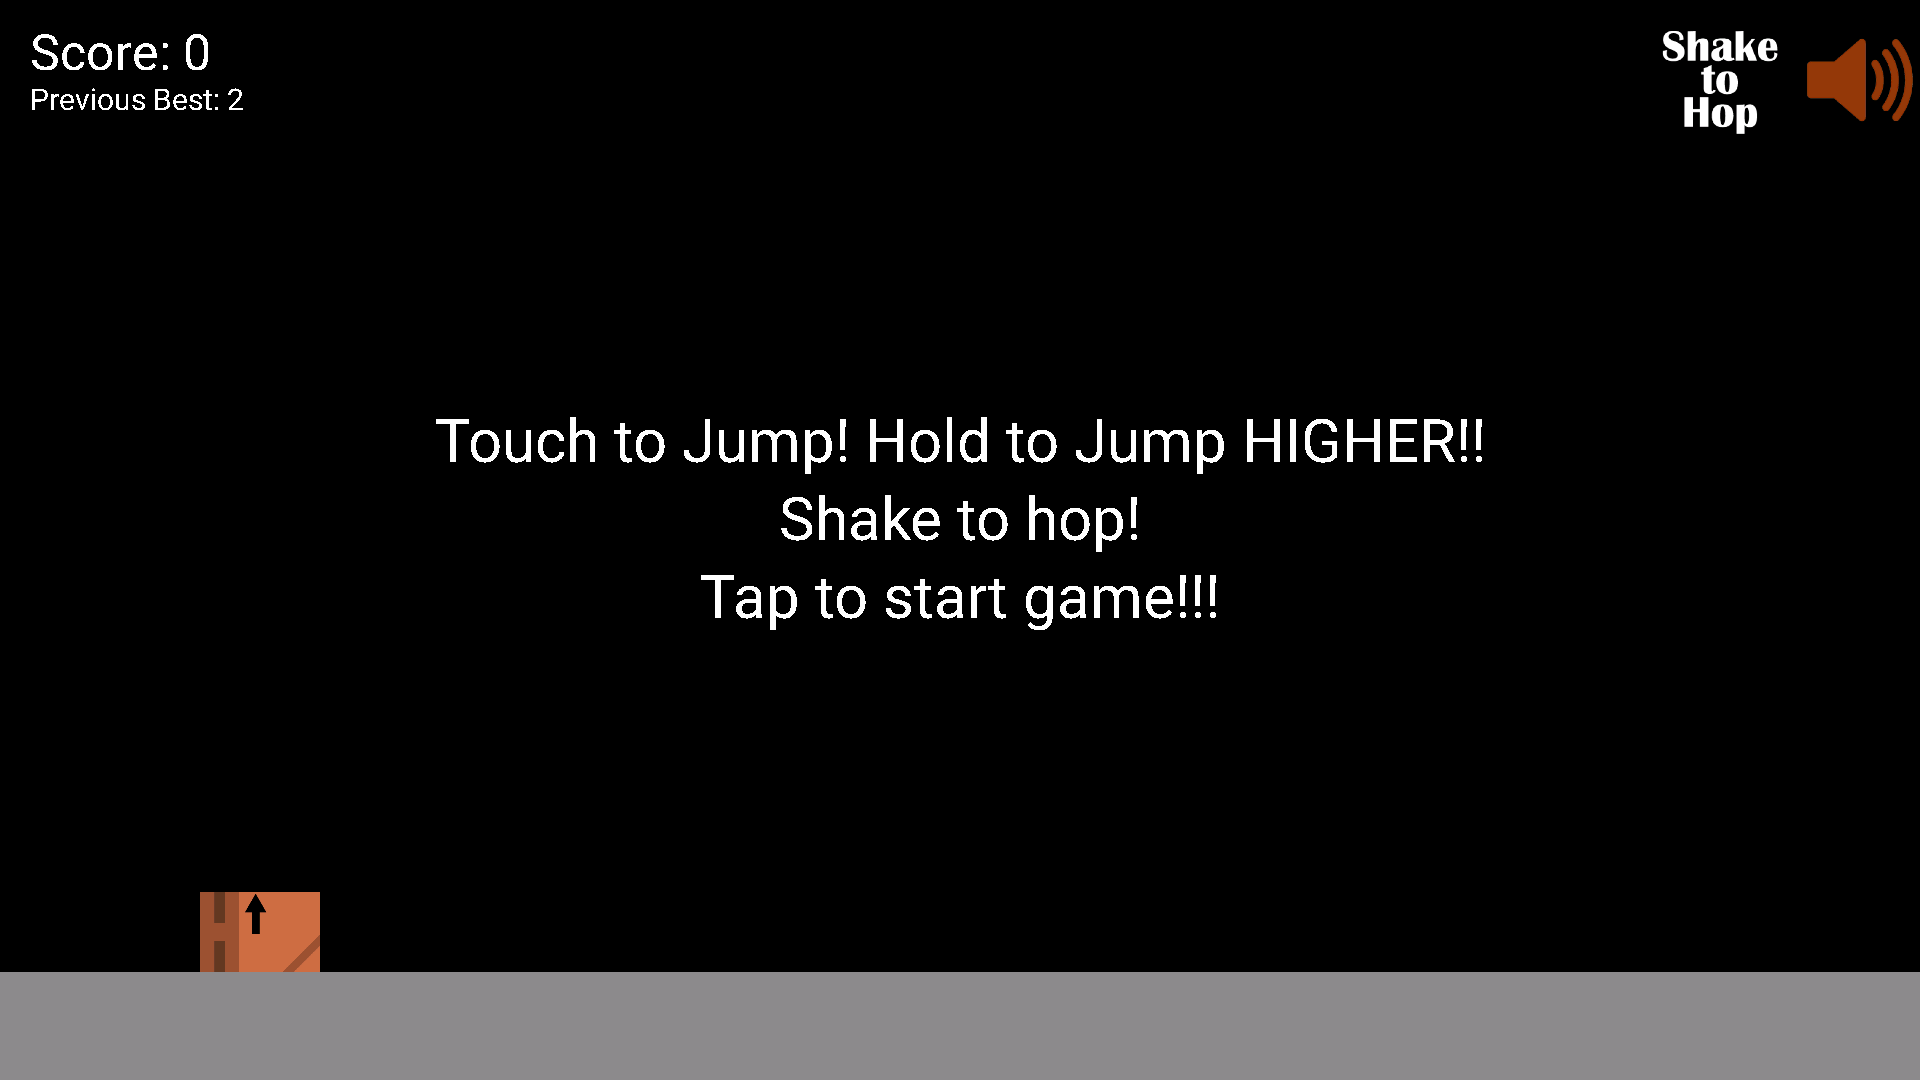 Score: 0
Previous Best: 2
Shake
to
Hop
Touch to Jump! Hold to Jump HIGHER!!
Shake to hop!
Tap to start game!!!